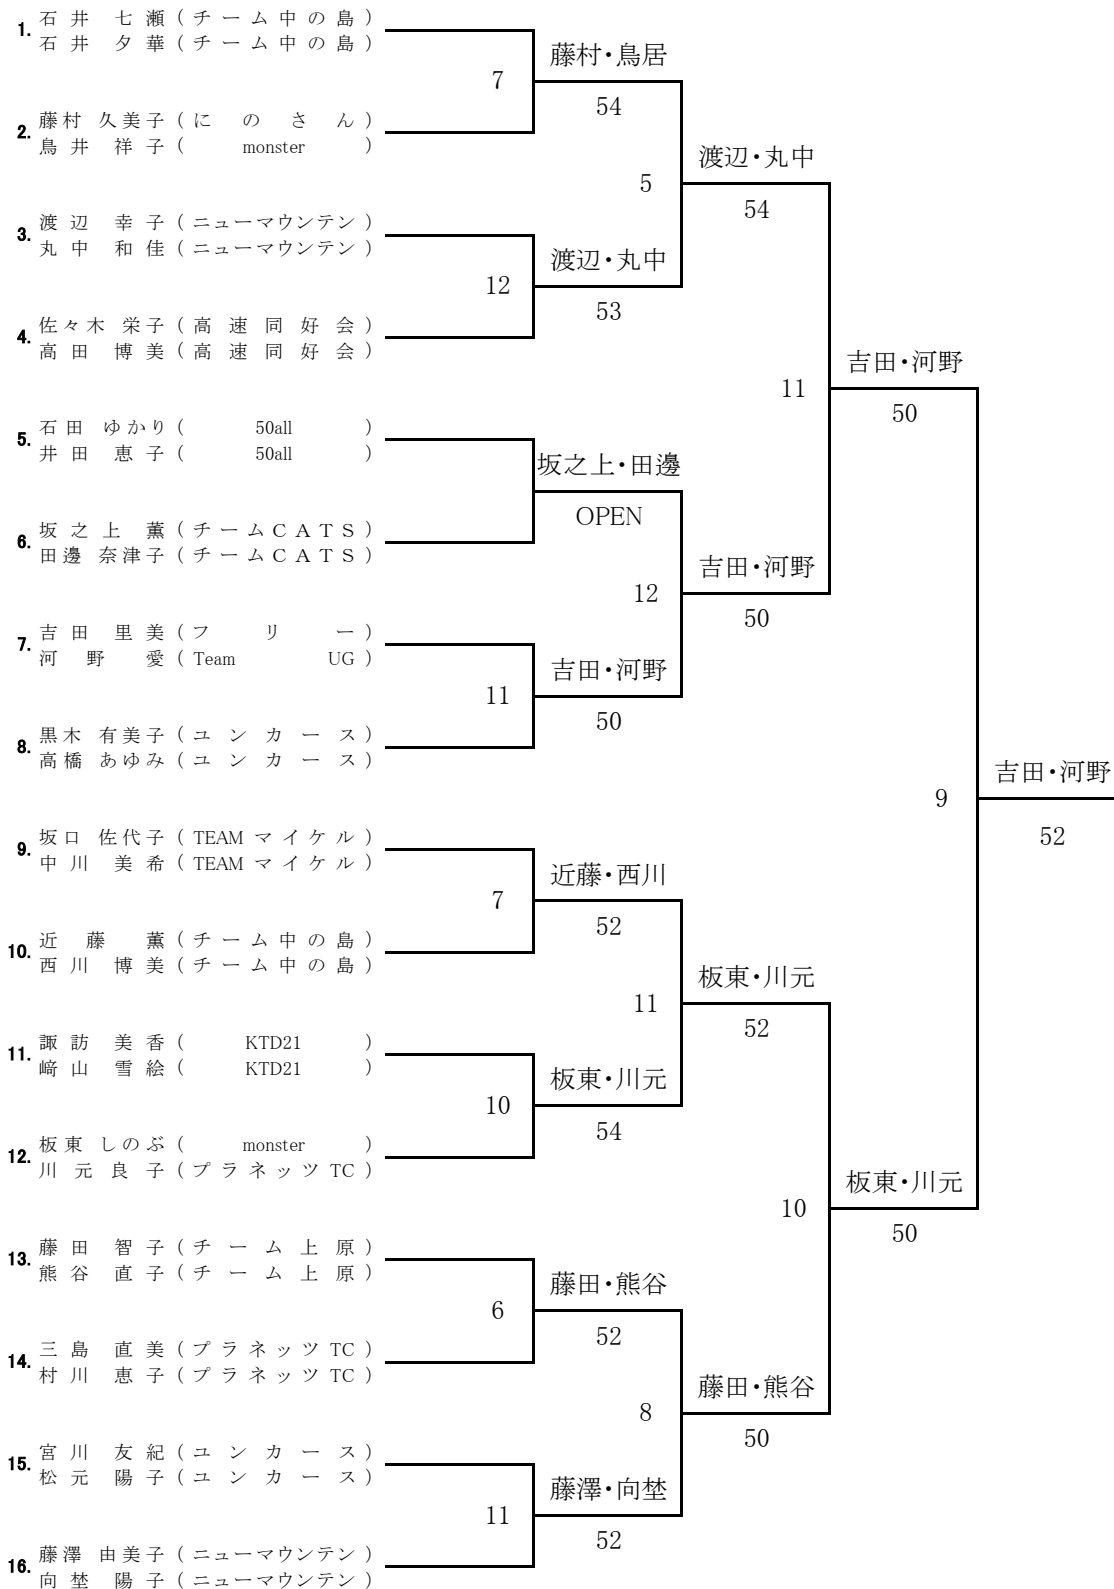 1. 石井 七瀬 (チーム中の島)
石井 夕華 (チーム中の島)
藤村・鳥居
7
54
2. 藤村 久美子 (にのさん)
鳥井 祥子 (monster)
渡辺・丸中
5
54
3. 渡辺 幸子 (ニューマウンテン)
丸中 和佳 (ニューマウンテン)
渡辺・丸中
12
53
4. 佐々木 栄子 (高速同好会)
高田 博美 (高速同好会)
吉田・河野
11
50
5. 石田 ゆかり (50all)
井田 恵子 (50all)
坂之上・田邊
OPEN
6. 坂之上 薫 (チームCATS)
田邊 奈津子 (チームCATS)
吉田・河野
12
50
7. 吉田 里美 (フリー)
河野 愛 (Team UG)
吉田・河野
11
50
8. 黒木 有美子 (ユンカース)
高橋 あゆみ (ユンカース)
吉田・河野
9
52
9. 坂口 佐代子 (TEAMマイケル)
中川 美希 (TEAMマイケル)
近藤・西川
7
52
10. 近藤 薫 (チーム中の島)
西川 博美 (チーム中の島)
板東・川元
11
52
11. 諏訪 美香 (KTD21)
﨑山 雪絵 (KTD21)
板東・川元
10
54
12. 板東 しのぶ (monster)
川元 良子 (プラネッツTC)
板東・川元
10
50
13. 藤田 智子 (チーム上原)
熊谷 直子 (チーム上原)
藤田・熊谷
6
52
14. 三島 直美 (プラネッツTC)
村川 恵子 (プラネッツTC)
藤田・熊谷
8
50
15. 宮川 友紀 (ユンカース)
松元 陽子 (ユンカース)
藤澤・向埜
11
52
16. 藤澤 由美子 (ニューマウンテン)
向埜 陽子 (ニューマウンテン)